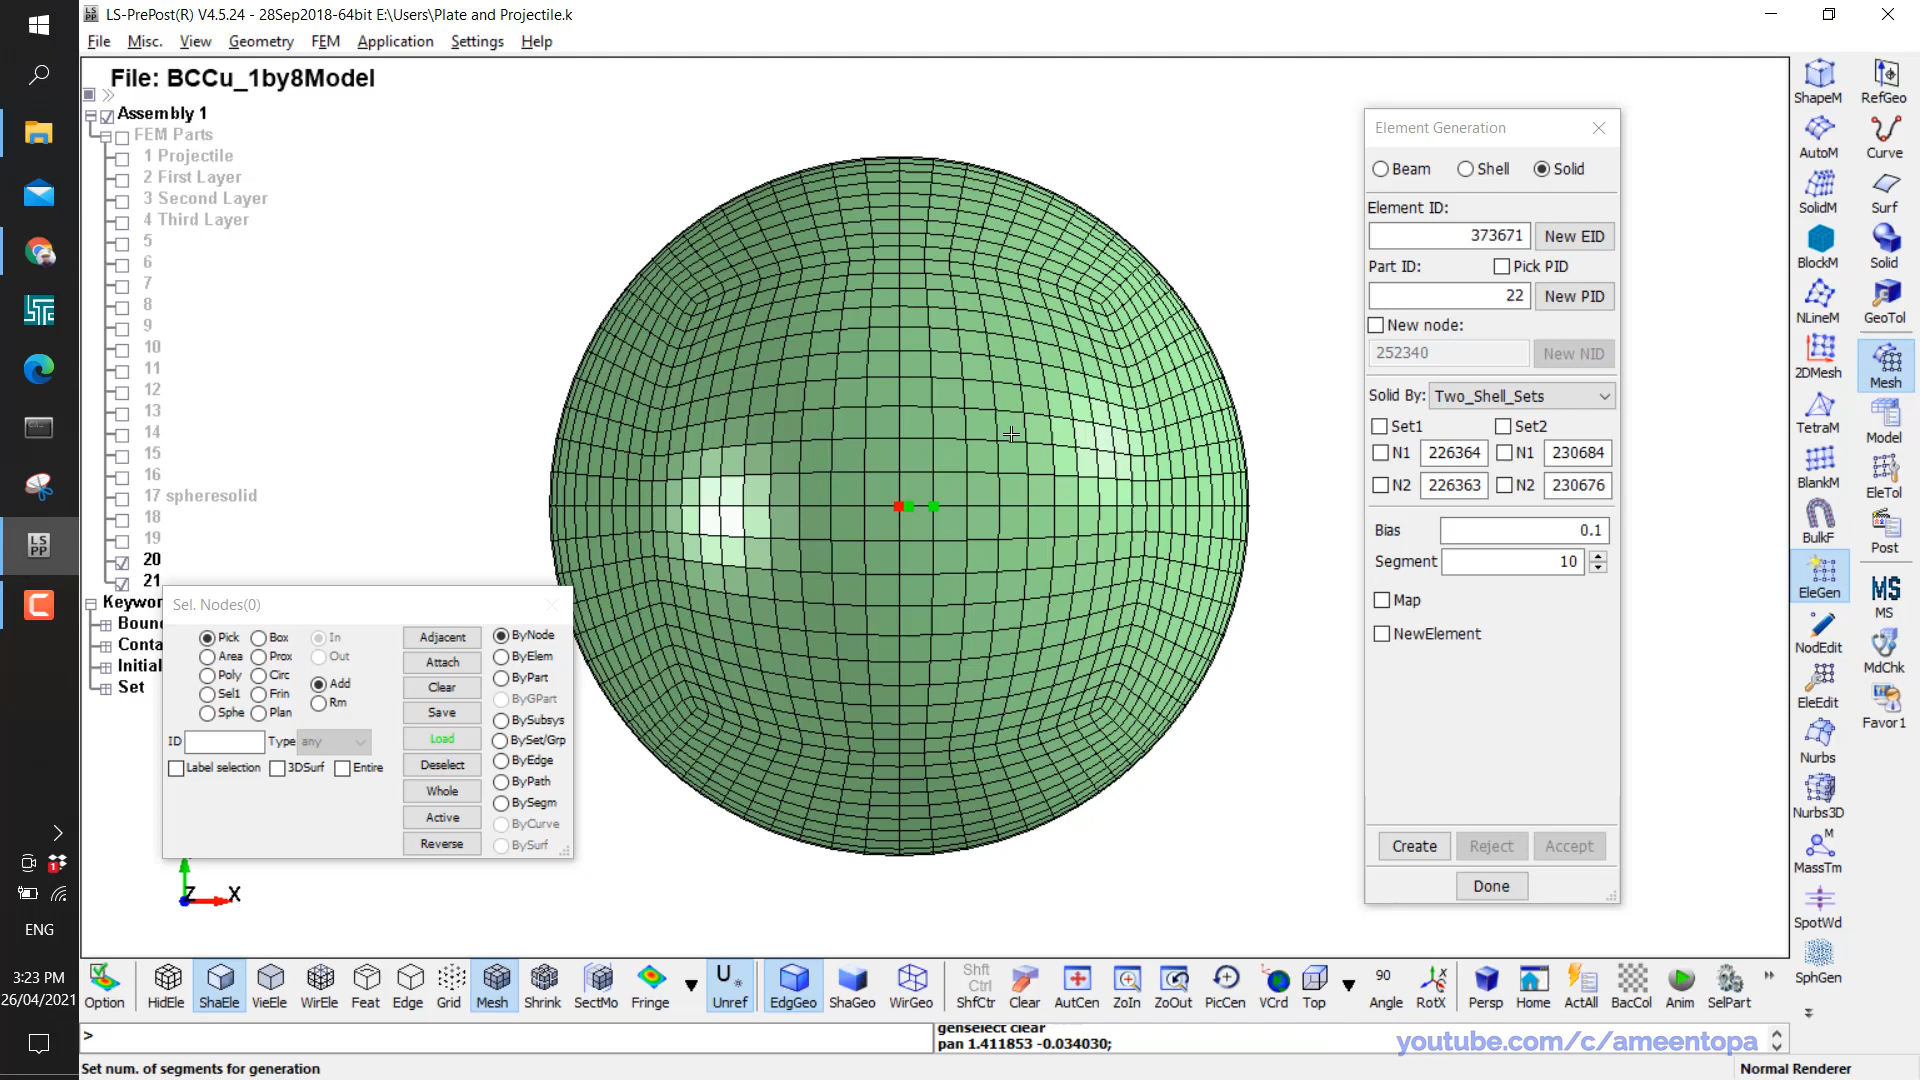 LS-PrePost(R) V4.5.24 - 28Sep2018-64bit E:\Users\Plate and Projectile.k
File Misc. View Geometry FEM Application Settings Help
File: BCCu_1by8Model
Assembly 1
FEM Parts
1 Projectile
2 First Layer
3 Second Layer
4 Third Layer
5
6
7
8
9
10
11
12
13
14
15
16
17 spheresolid
18
19
20
21
Keywor
Bound
Conta
Initial
Set
Sel. Nodes(0)
Pick Box In Adjacent ByNode
Area Prox Out Attach ByElem
Poly Circ Add Clear ByPart
Sel1 Frin Rm Save ByGPart
Sphe Plan Load BySubsys
ID Type any Deselect BySet/Grp
Label selection 3DSurf Entire Whole ByEdge
Active ByPath
Reverse BySegm
ByCurve
BySurf
Z X
Element Generation
Beam Shell Solid
Element ID:
373671 New EID
Part ID: Pick PID
22 New PID
New node:
252340 New NID
Solid By: Two_Shell_Sets
Set1 Set2
N1 226364 N1 230684
N2 226363 N2 230676
Bias 0.1
Segment 10
Map
NewElement
Create Reject Accept
Done
ShapeM RefGeo
AutoM Curve
SolidM Surf
BlockM Solid
NLineM GeoTol
2DMesh Mesh
TetraM Model
BlankM EleTol
BulkF Post
EleGen MS
MS
NodEdit MdChk
EleEdit Favor1
Nurbs
Nurbs3D
M
MassTm
SpotWd
SphGen
LS
PP
1
ENG
3:23 PM
26/04/2021
Option HidEle ShaEle VieEle WirEle Feat Edge Grid Mesh Shrink SectMo Fringe Unref EdgGeo ShaGeo WirGeo ShfCtr Clear AutCen ZoIn ZoOut PicCen VCrd Top Angle RotX Persp Home ActAll BacCol Anim SelPart
U
Shft
Ctrl
90
>
genselect clear
pan 1.411853 -0.034030;
youtube.com/c/ameentopa
Set num. of segments for generation
Normal Renderer